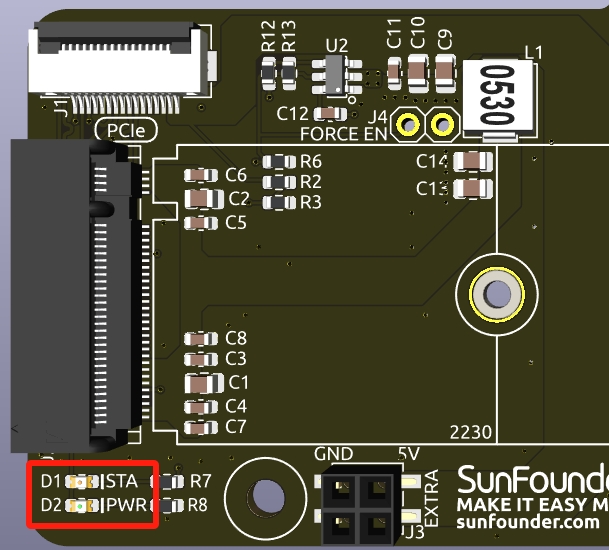 R12
R13
U2
C11
C10
C9
L1
0530
J1
PCIe
C12
J4
FORCE EN
C6
C2
C5
R6
R2
R3
C14
C13
C8
C3
C1
C4
C7
2230
D1 STA R7
D2 PWR R8
GND 5V
EXTRA
J3
SunFounde
MAKE IT EASY M
sunfounder.com